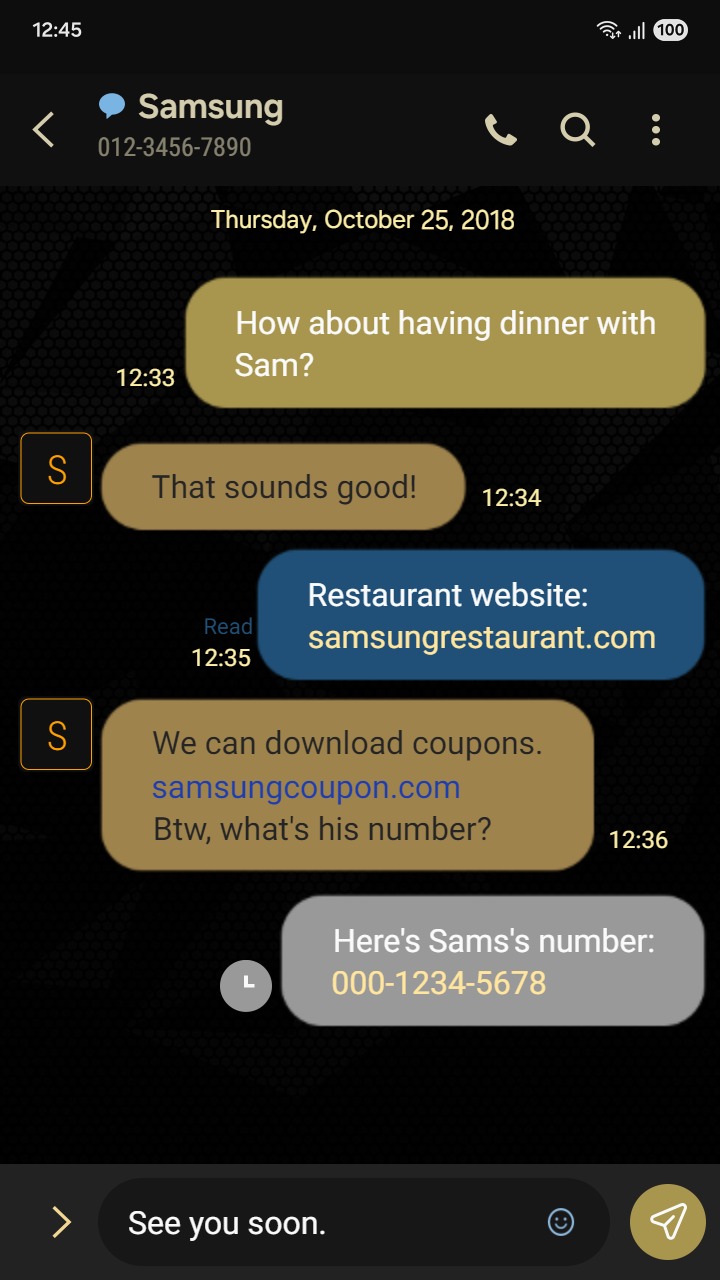 12:45
100
Samsung
012-3456-7890
Thursday, October 25, 2018
How about having dinner with
Sam?
12:33
S
That sounds good!
12:34
Restaurant website:
samsungrestaurant.com
Read
12:35
S
We can download coupons.
samsungcoupon.com
Btw, what's his number?
12:36
Here's Sams's number:
000-1234-5678
See you soon.